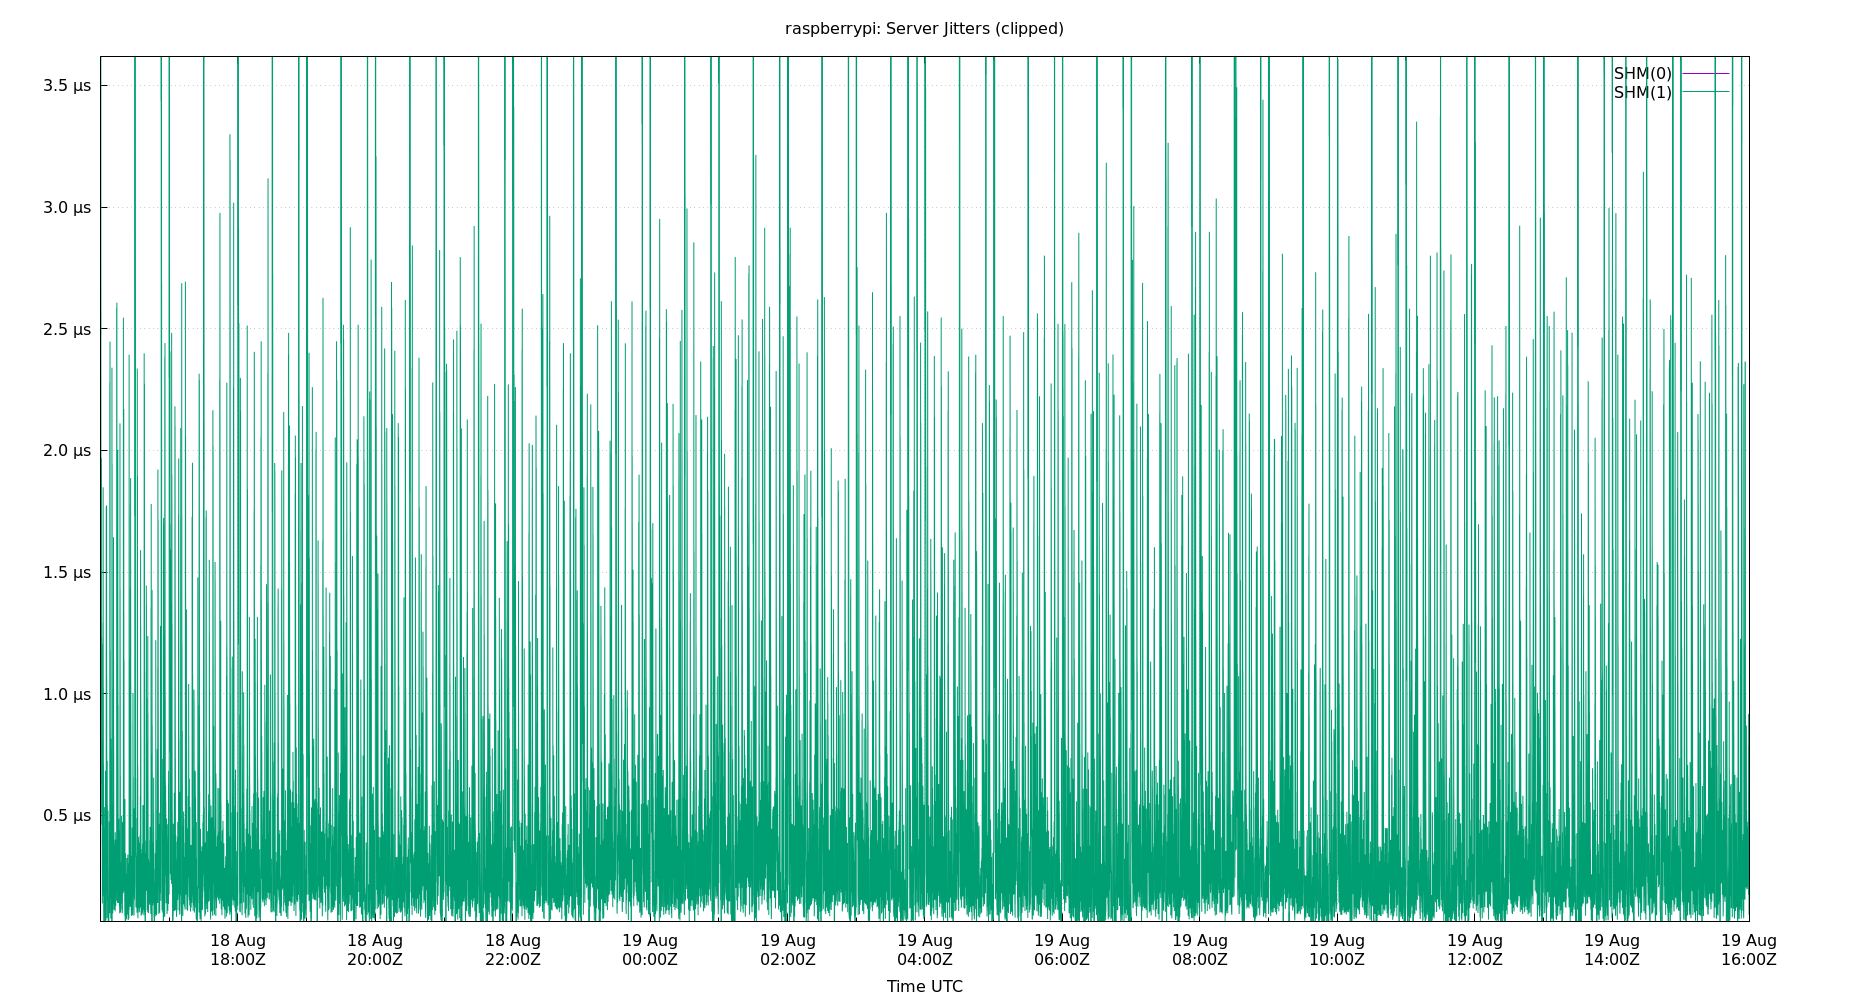 raspberrypi: Server Jitters (clipped)
SHM(0)
SHM(1)
3.5 µs
3.0 µs
2.5 µs
2.0 µs
1.5 µs
1.0 µs
0.5 µs
18 Aug 18 Aug 18 Aug 19 Aug 19 Aug 19 Aug 19 Aug 19 Aug 19 Aug 19 Aug 19 Aug 19 Aug
18:00Z 20:00Z 22:00Z 00:00Z 02:00Z 04:00Z 06:00Z 08:00Z 10:00Z 12:00Z 14:00Z 16:00Z
Time UTC